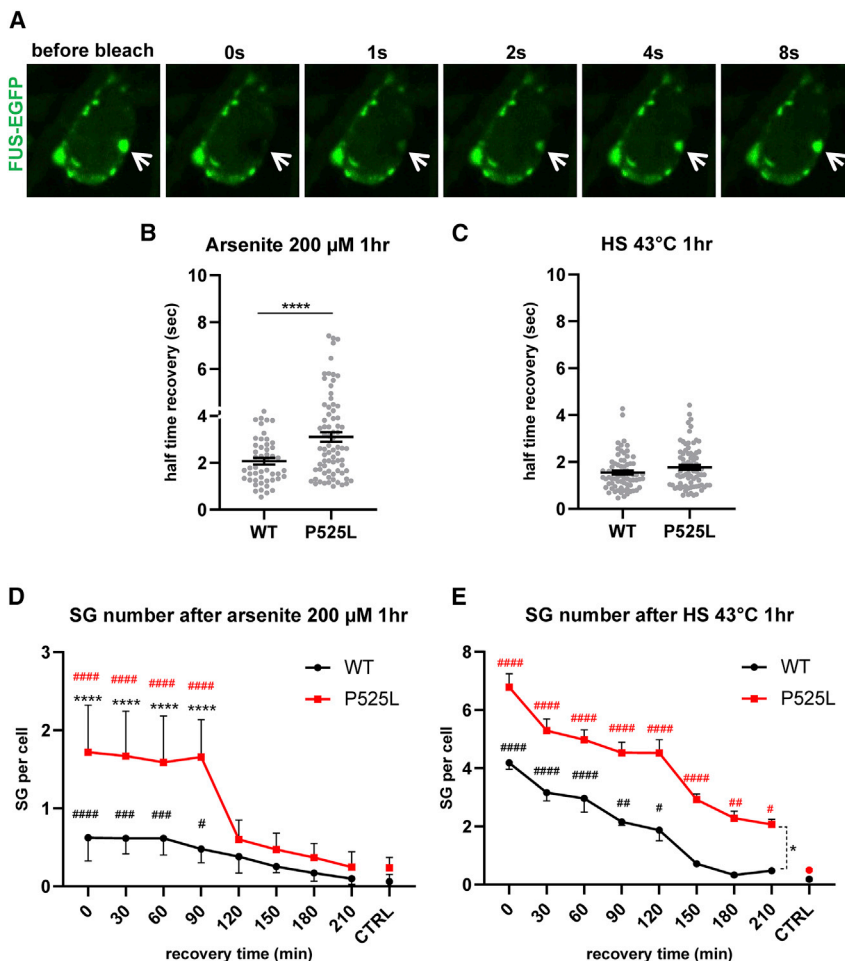 A
before bleach 0s 1s 2s 4s 8s
FUS-EGFP
B
Arsenite 200 µM 1hr
half time recovery (sec)
10
8
6
4
2
0
****
WT P525L
C
HS 43°C 1hr
half time recovery (sec)
10
8
6
4
2
0
WT P525L
D
SG number after arsenite 200 µM 1hr
SG per cell
3
2
1
0
#### #### #### ####
**** **** **** ****
#### ### ### #
WT
P525L
0 30 60 90 120 150 180 210 CTRL
recovery time (min)
E
SG number after HS 43°C 1hr
SG per cell
8
6
4
2
0
#### #### #### #### #### #### ## #
#### #### #### ## #
*
WT
P525L
0 30 60 90 120 150 180 210 CTRL
recovery time (min)